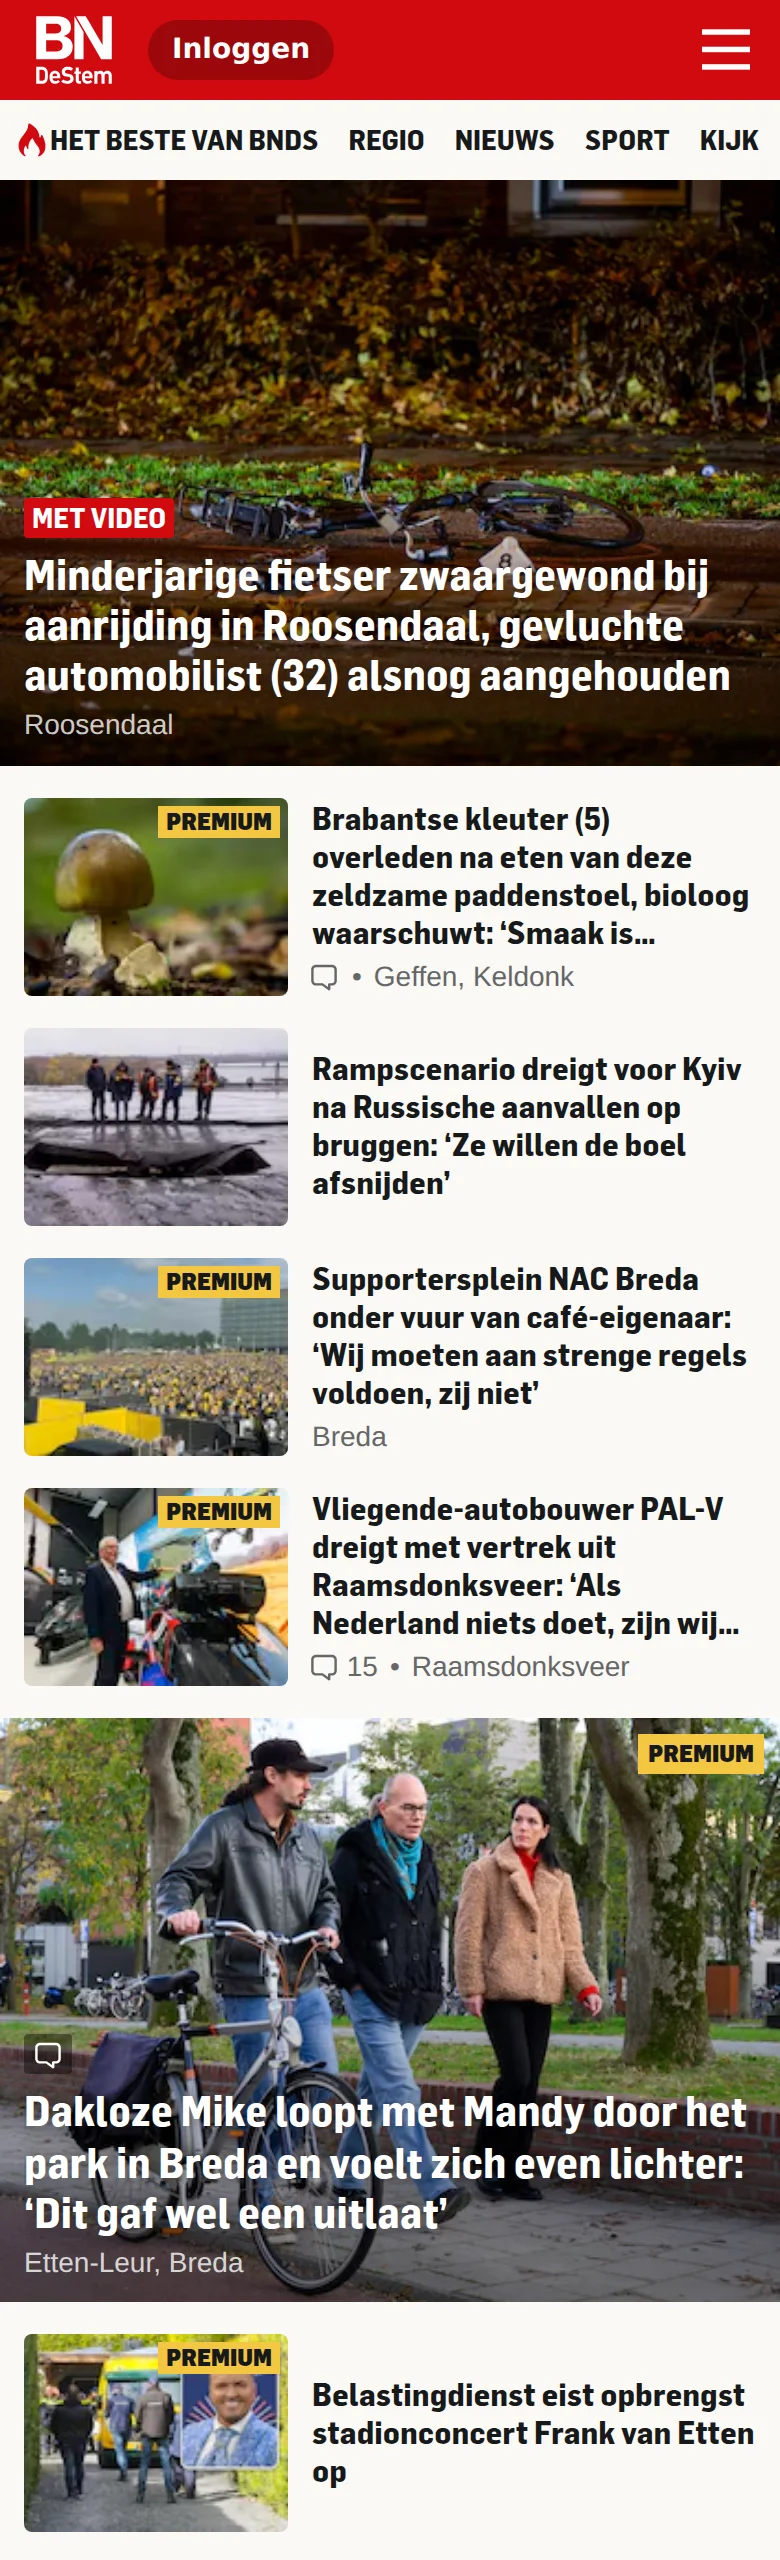 BN
DeStem
Inloggen
HET BESTE VAN BNDS
REGIO
NIEUWS
SPORT
KIJK
8
MET VIDEO
Minderjarige fietser zwaargewond bij
aanrijding in Roosendaal, gevluchte
automobilist (32) alsnog aangehouden
Roosendaal
PREMIUM
Brabantse kleuter (5)
overleden na eten van deze
zeldzame paddenstoel, bioloog
waarschuwt: ‘Smaak is...
• Geffen, Keldonk
Rampscenario dreigt voor Kyiv
na Russische aanvallen op
bruggen: ‘Ze willen de boel
afsnijden’
PREMIUM
Supportersplein NAC Breda
onder vuur van café-eigenaar:
‘Wij moeten aan strenge regels
voldoen, zij niet’
Breda
PREMIUM
Vliegende-autobouwer PAL-V
dreigt met vertrek uit
Raamsdonksveer: ‘Als
Nederland niets doet, zijn wij...
15 • Raamsdonksveer
PREMIUM
Dakloze Mike loopt met Mandy door het
park in Breda en voelt zich even lichter:
‘Dit gaf wel een uitlaat’
Etten-Leur, Breda
PREMIUM
Belastingdienst eist opbrengst
stadionconcert Frank van Etten
op